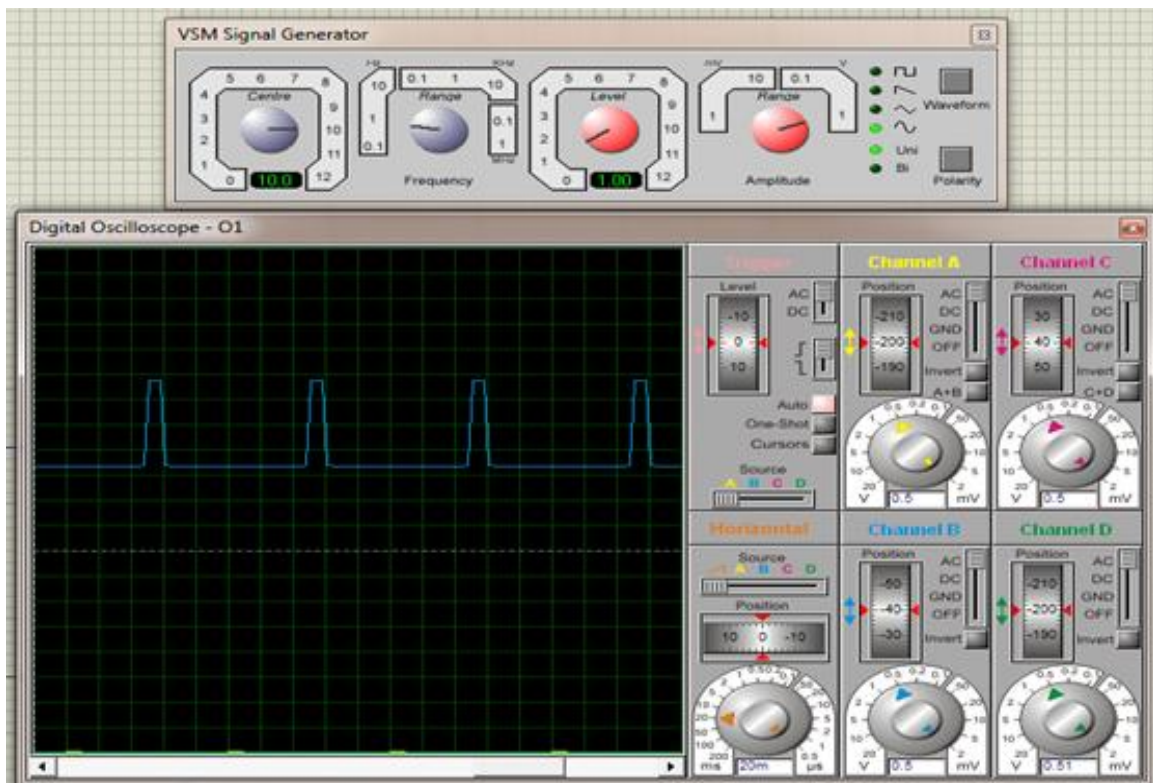 VSM Signal Generator
5 6 7 8
4 9
3 10
2 11
1 12
0
Centre
10.0
Hz
10
1
0.1
0.1 1 10
KHz
0.1
1
MHz
Range
Frequency
5 6 7 8
4 9
3 10
2 11
1 12
0
Level
1.00
mV
1
10
0.1
1
V
Range
Amplitude
Uni
Bi
Waveform
Polarity
Digital Oscilloscope - O1
Trigger
Level
-10
0
10
AC
DC
Auto
One-Shot
Cursors
Source
A B C D
Channel A
Position
-210
-200
-190
AC
DC
GND
OFF
Invert
A+B
V
0.5
mV
Channel C
Position
30
40
50
AC
DC
GND
OFF
Invert
C+D
V
0.5
mV
Horizontal
Source
A B C D
Position
10 0 -10
ms
20m
µs
Channel B
Position
-50
-40
-30
AC
DC
GND
OFF
Invert
V
0.5
mV
Channel D
Position
-210
-200
-190
AC
DC
GND
OFF
Invert
V
0.51
mV